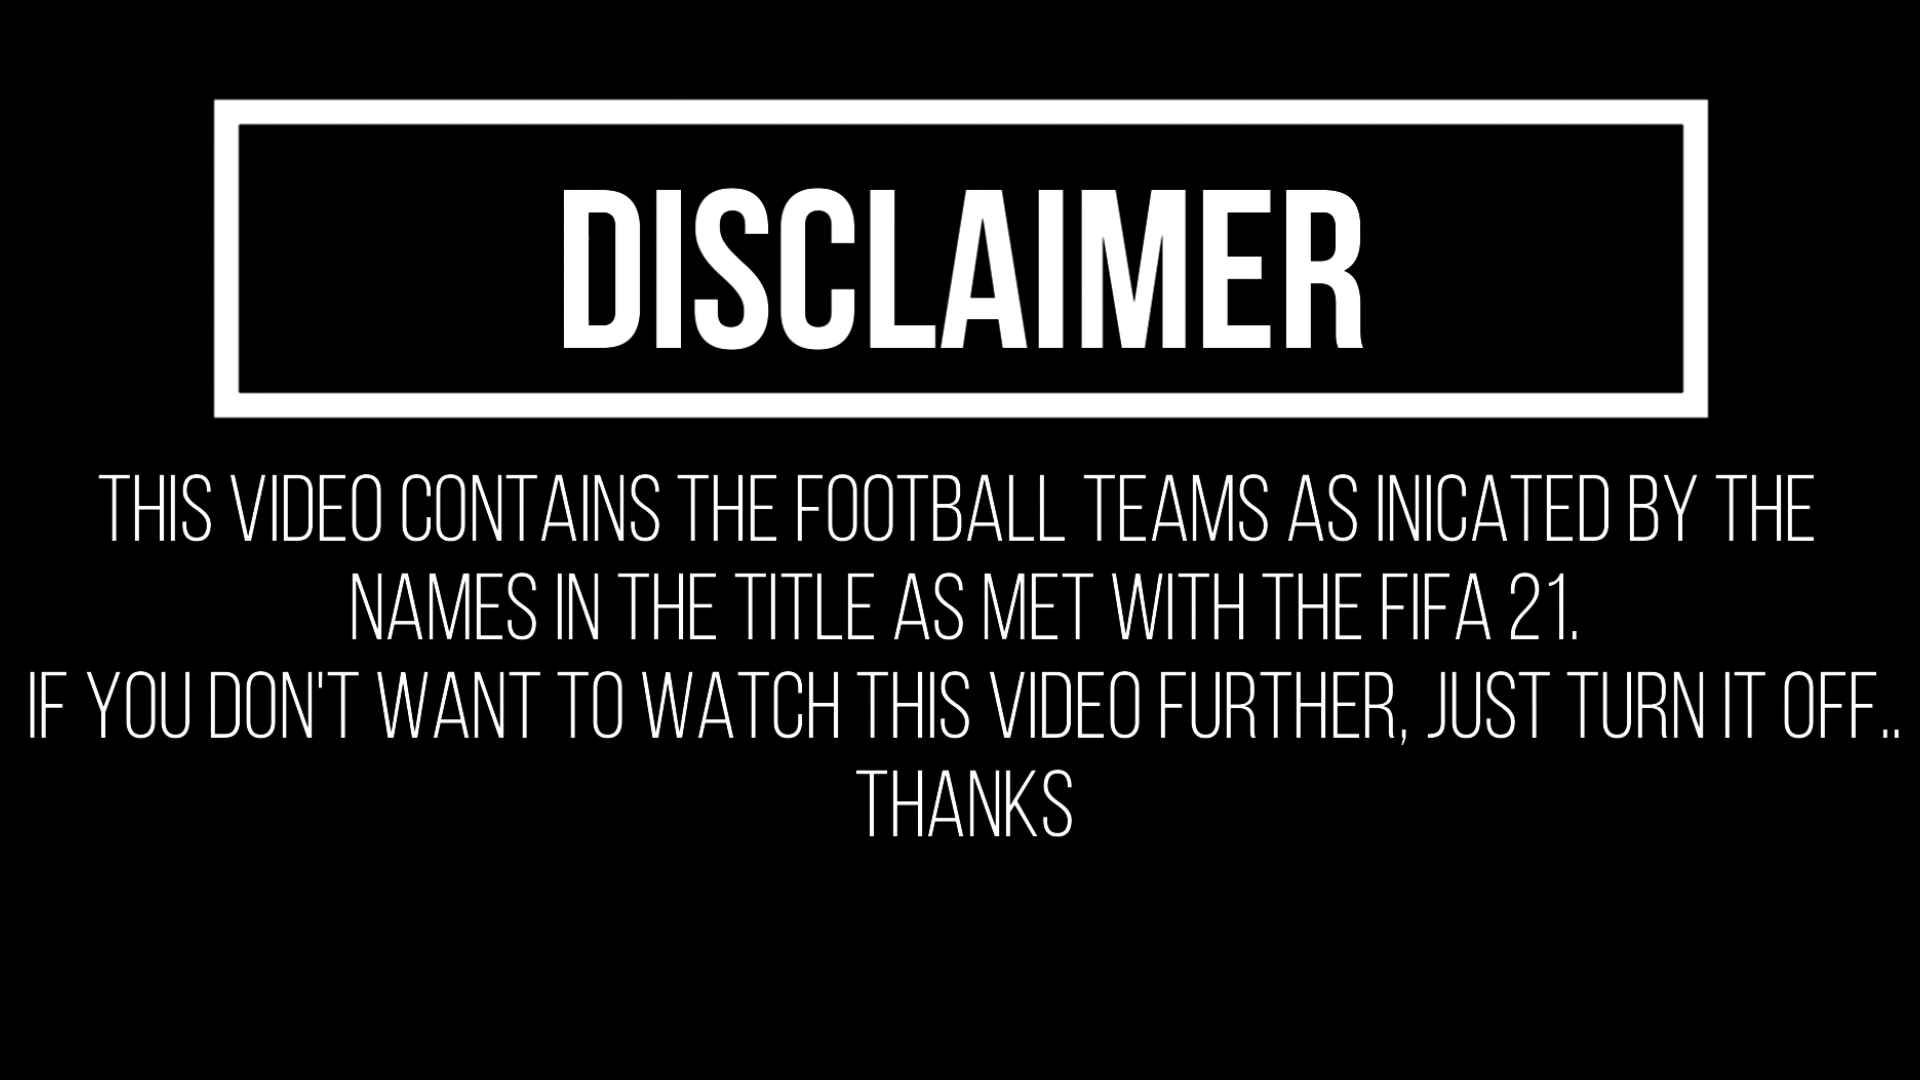 DISCLAIMER
THIS VIDEO CONTAINS THE FOOTBALL TEAMS AS INICATED BY THE
NAMES IN THE TITLE AS MET WITH THE FIFA 21.
IF YOU DON'T WANT TO WATCH THIS VIDEO FURTHER, JUST TURN IT OFF..
THANKS